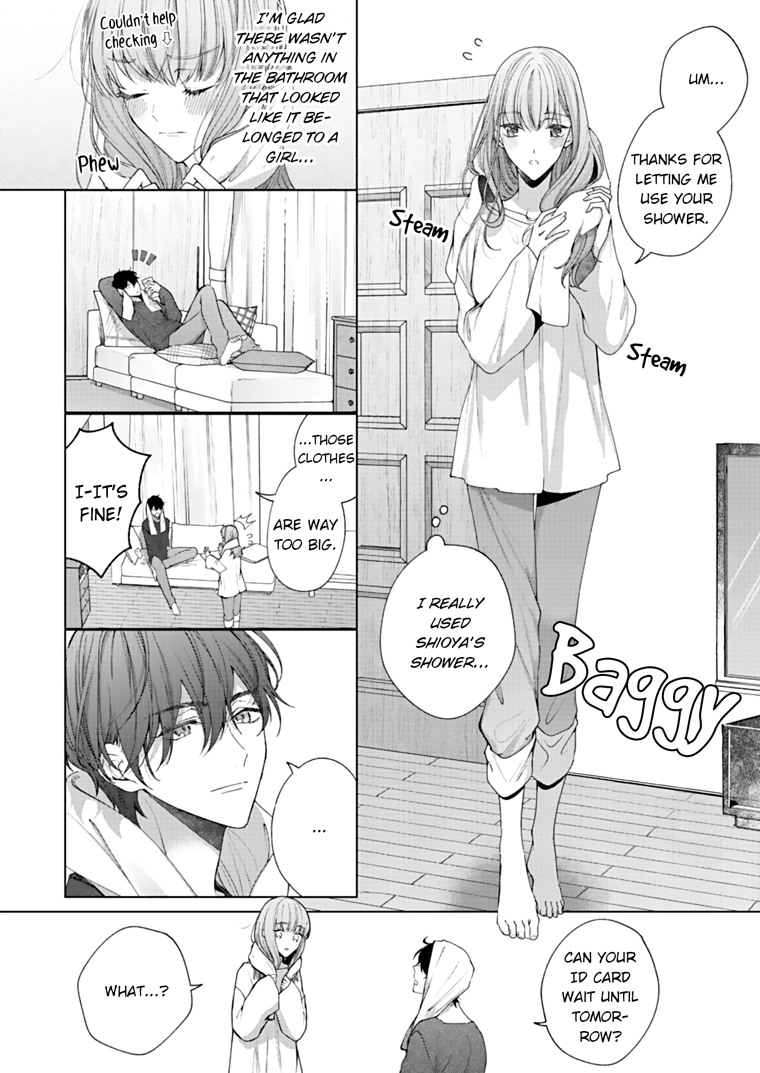 UM...
THANKS FOR
LETTING ME
USE YOUR
SHOWER.
Steam
Steam
I REALLY
USED
SHIOYA'S
SHOWER...
Baggy
Couldn't help
checking ⇩
I'M GLAD
THERE WASN'T
ANYTHING IN
THE BATHROOM
THAT LOOKED
LIKE IT BE-
LONGED TO A
GIRL...
Phew
...THOSE
CLOTHES
...
ARE WAY
TOO BIG.
I-IT'S
FINE!
...
CAN YOUR
ID CARD
WAIT UNTIL
TOMOR-
ROW?
WHAT...?